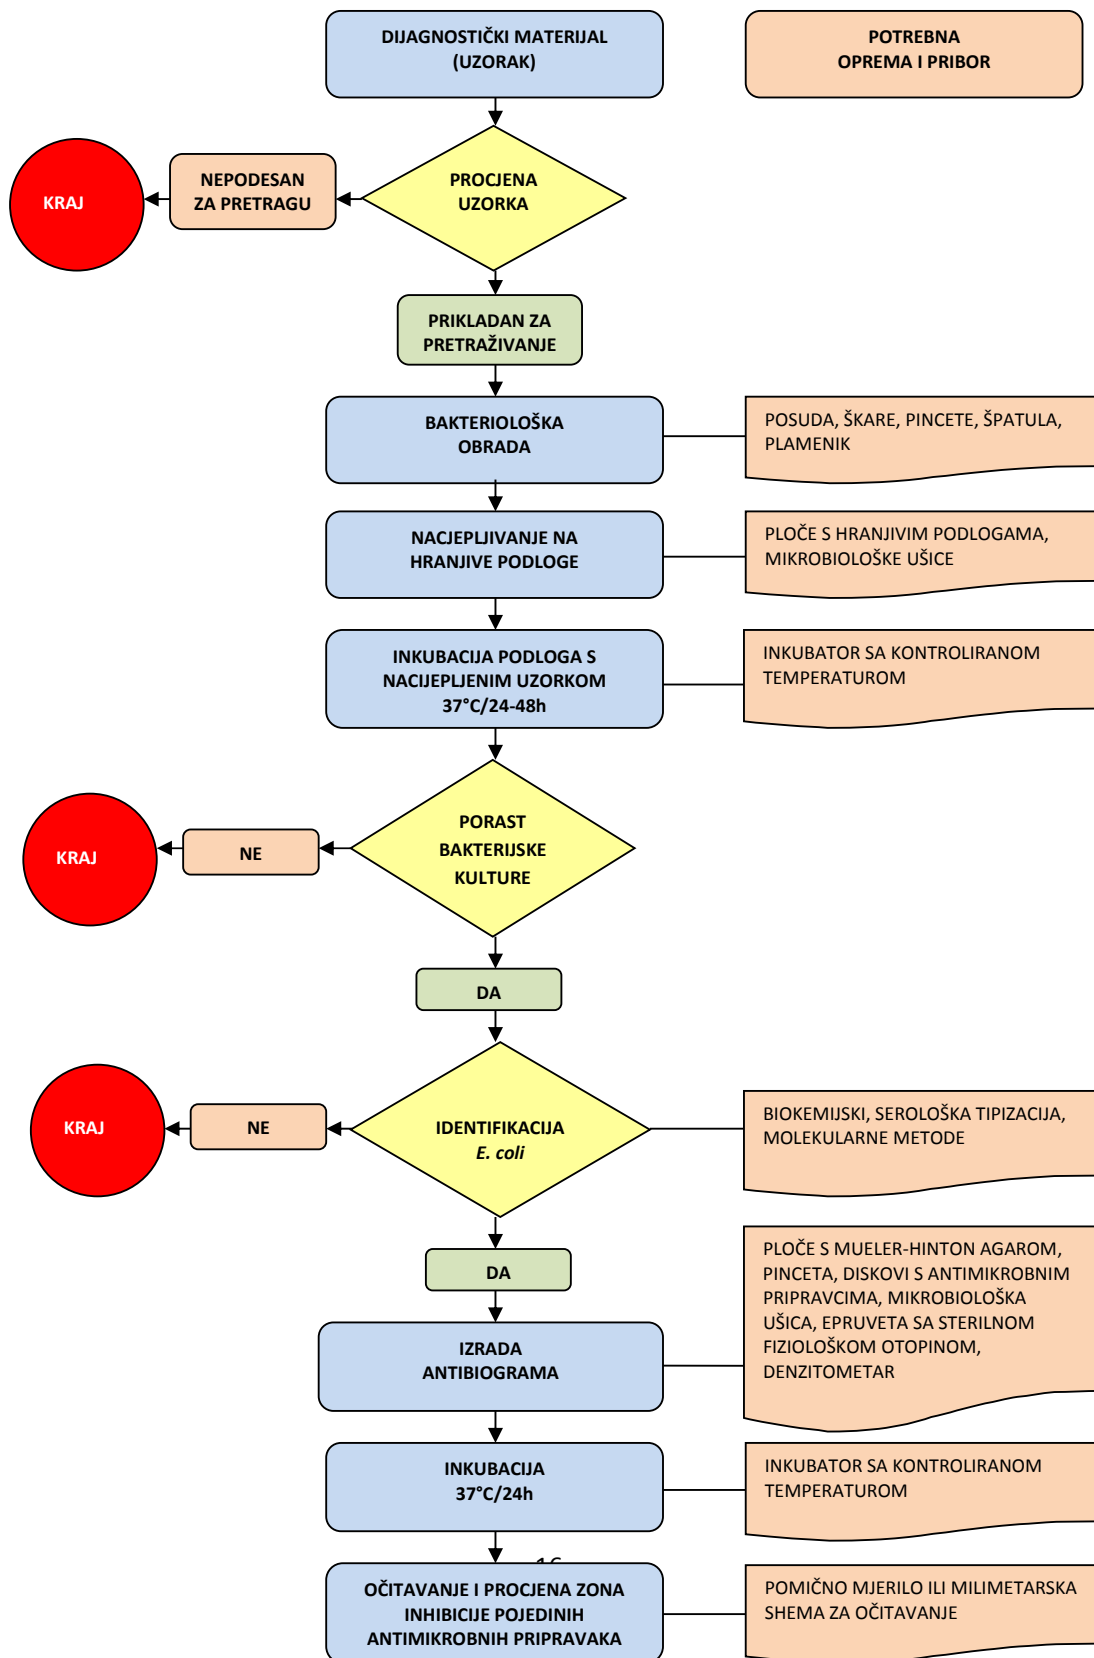 DIJAGNOSTIČKI MATERIJAL
(UZORAK)
POTREBNA
OPREMA I PRIBOR
PROCJENA
UZORKA
NEPODESAN
ZA PRETRAGU
KRAJ
PRIKLADAN ZA
PRETRAŽIVANJE
BAKTERIOLOŠKA
OBRADA
POSUDA, ŠKARE, PINCETE, ŠPATULA,
PLAMENIK
NACJEPLJIVANJE NA
HRANJIVE PODLOGE
PLOČE S HRANJIVIM PODLOGAMA,
MIKROBIOLOŠKE UŠICE
INKUBACIJA PODLOGA S
NACIJEPLJENIM UZORKOM
37°C/24-48h
INKUBATOR SA KONTROLIRANOM
TEMPERATUROM
PORAST
BAKTERIJSKE
KULTURE
NE
KRAJ
DA
IDENTIFIKACIJA
E. coli
NE
KRAJ
BIOKEMIJSKI, SEROLOŠKA TIPIZACIJA,
MOLEKULARNE METODE
DA
IZRADA
ANTIBIOGRAMA
PLOČE S MUELER-HINTON AGAROM,
PINCETA, DISKOVI S ANTIMIKROBNIM
PRIPRAVCIMA, MIKROBIOLOŠKA
UŠICA, EPRUVETA SA STERILNOM
FIZIOLOŠKOM OTOPINOM,
DENZITOMETAR
INKUBACIJA
37°C/24h
INKUBATOR SA KONTROLIRANOM
TEMPERATUROM
OČITAVANJE I PROCJENA ZONA
INHIBICIJE POJEDINIH
ANTIMIKROBNIH PRIPRAVAKA
POMIČNO MJERILO ILI MILIMETARSKA
SHEMA ZA OČITAVANJE